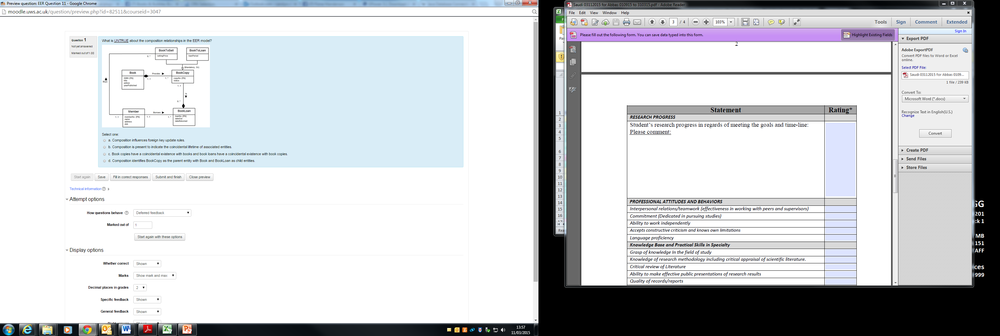 Preview question: EER Question 11 - Google Chrome
moodle.uws.ac.uk/question/preview.php?id=82511&courseid=3047
Question 1
Not yet answered
Marked out of 1.00
What is UNTRUE about the composition relationships in the EER model?
BookToSell
sellingPrice
BookToLoan
loanPeriod
0..*
{Mandatory, Or}
Book
ISBN {PK}
title
edition
yearPublished
Provides
1..1
1..*
BookCopy
copyNo {PK}
status
1..1
Buys
N
0..*
Member
memberNo {PK}
name
address
dob
1..1
1..1
Borrows
1..*
BookLoan
loanNo {PK}
dateOut
dateReturned
Select one:
a. Composition influences foreign key update rules.
b. Composition is present to indicate the coincidental lifetime of associated entities.
c. Book copies have a coincidental existence with books and book loans have a coincidental existence with book copies.
d. Composition identifies BookCopy as the parent entity with Book and BookLoan as child entities.
Start again Save Fill in correct responses Submit and finish Close preview
Technical information
Attempt options
How questions behave Deferred feedback
Marked out of 1
Start again with these options
Display options
Whether correct Shown
Marks Show mark and max
Decimal places in grades 2
Specific feedback Shown
General feedback Shown
13:57
11/03/2015
Saudi 03112015 for Abbas 010915 to 310315.pdf - Adobe Reader
File Edit View Window Help
3 / 4 103%
Tools Sign Comment Extended
Please fill out the following form. You can save data typed into this form.
Highlight Existing Fields
Sign In
Export PDF
Adobe ExportPDF
Convert PDF files to Word or Excel
online.
Select PDF File:
Saudi 03112015 for Abbas 0109...
1 file / 239 KB
Convert To:
Microsoft Word (*.docx)
Recognize Text in English(U.S.)
Change
Convert
Create PDF
Send Files
Store Files
2
Statement Rating*
RESEARCH PROGRESS
Student's research progress in regards of meeting the goals and time-line:
Please comment:
PROFESSIONAL ATTITUDES AND BEHAVIORS
Interpersonal relations/teamwork (effectiveness in working with peers and supervisors)
Commitment (Dedicated in pursuing studies)
Ability to work independently
Accepts constructive criticism and knows own limitations
Language proficiency
Knowledge Base and Practical Skills in Specialty
Grasp of knowledge In the field of study
Knowledge of research methodology including critical appraisal of scientific literature.
Critical review of Literature
Ability to make effective public presentations of research results
Quality of records/reports
1
2
3
4
5
6
7
8
9
10
11
12
13
14
15
16
GG
201
ck 1
MB
151
AFF
ces
999